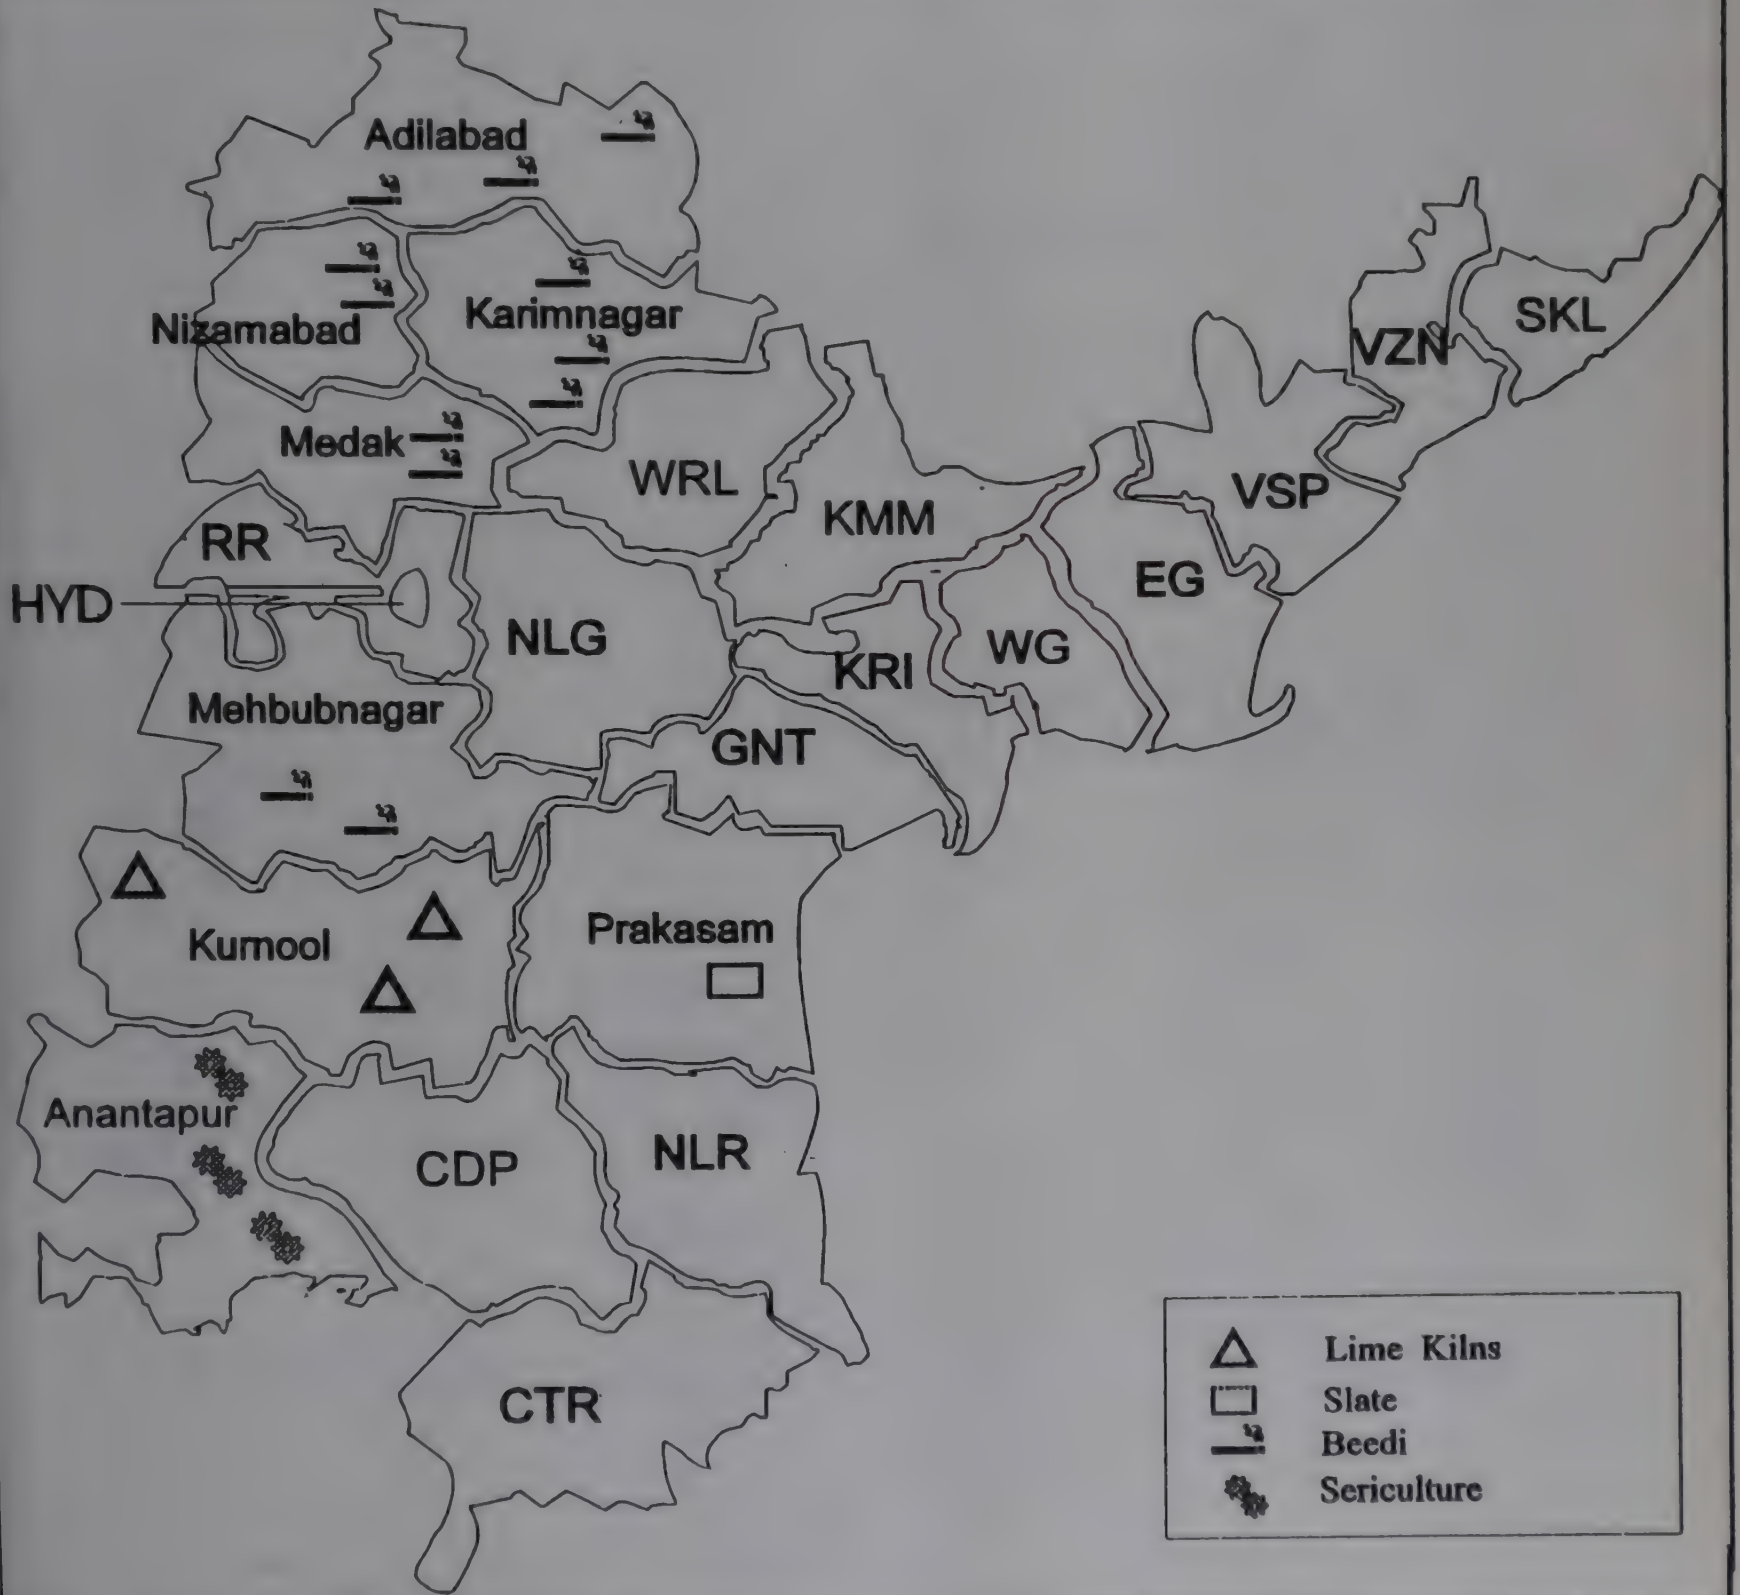 Adilabad
Nizamabad
Karimnagar
SKL
VZN
Medak
WRL
VSP
KMM
RR
EG
HYD
NLG
WG
KRI
Mehbubnagar
GNT
Prakasam
Kurnool
Anantapur
CDP
NLR
CTR
Lime Kilns
Slate
Beedi
Sericulture